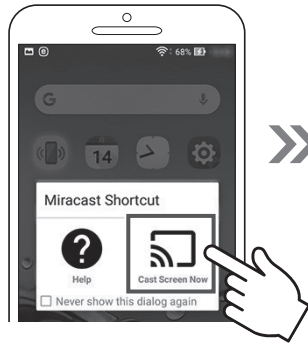 68%
G
14
Miracast Shortcut
?
Help
Cast Screen Now
Never show this dialog again